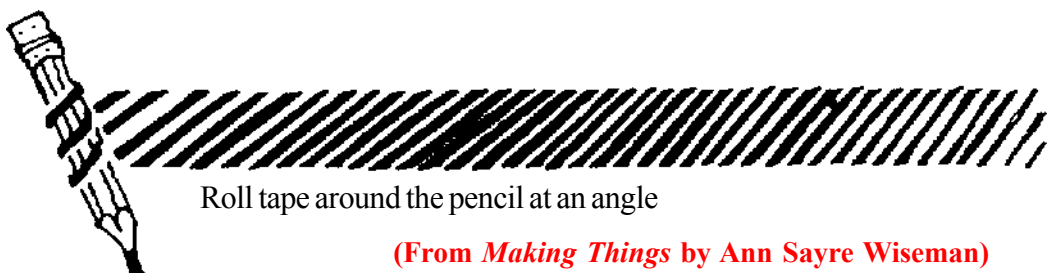 Roll tape around the pencil at an angle
(From Making Things by Ann Sayre Wiseman)